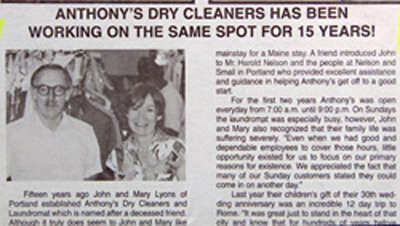 ANTHONY'S DRY CLEANERS HAS BEEN
WORKING ON THE SAME SPOT FOR 15 YEARS!
Fifteen years ago John and Mary Lyons of
Portland established Anthony's Dry Cleaners and
Laundromat which is named after a deceased friend.
Although it truly does seem to John and Mary like
mainstay for a Maine stay. A friend introduced John
to Mr. Harold Nelson and the people at Nelson and
Small in Portland who provided excellent assistance
and guidance in helping Anthony's get off to a good
start.
For the first two years Anthony's was open
everyday from 7:00 a.m. until 9:00 p.m. On Sundays
the laundromat was especially busy, however, John
and Mary also recognized that their family life was
suffering severely. "Even when we had good and
dependable employees to cover those hours, little
opportunity existed for us to focus on our primary
reasons for existence. We appreciated the fact that
many of our Sunday customers stated they could
come in on another day."
Last year their children's gift of their 30th wed-
ding anniversary was an incredible 12 day trip to
Rome. "It was great just to stand in the heart of that
city and know that for hundreds of years before